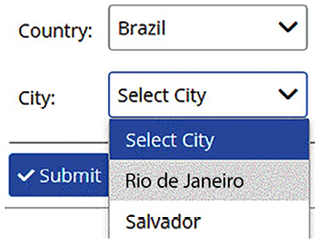 Country: Brazil
City: Select City
Select City
Rio de Janeiro
Submit
Salvador